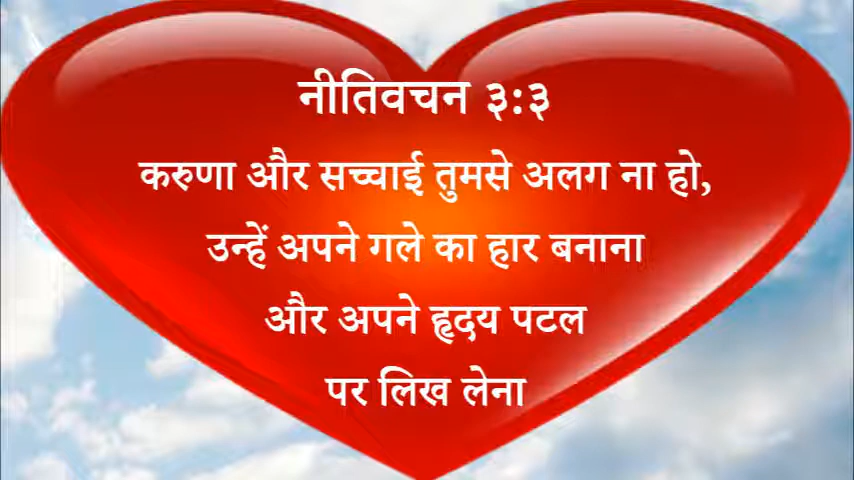 नीतिवचन ३:३
करुणा और सच्चाई तुमसे अलग ना हो,
उन्हें अपने गले का हार बनाना
और अपने हृदय पटल
पर लिख लेना